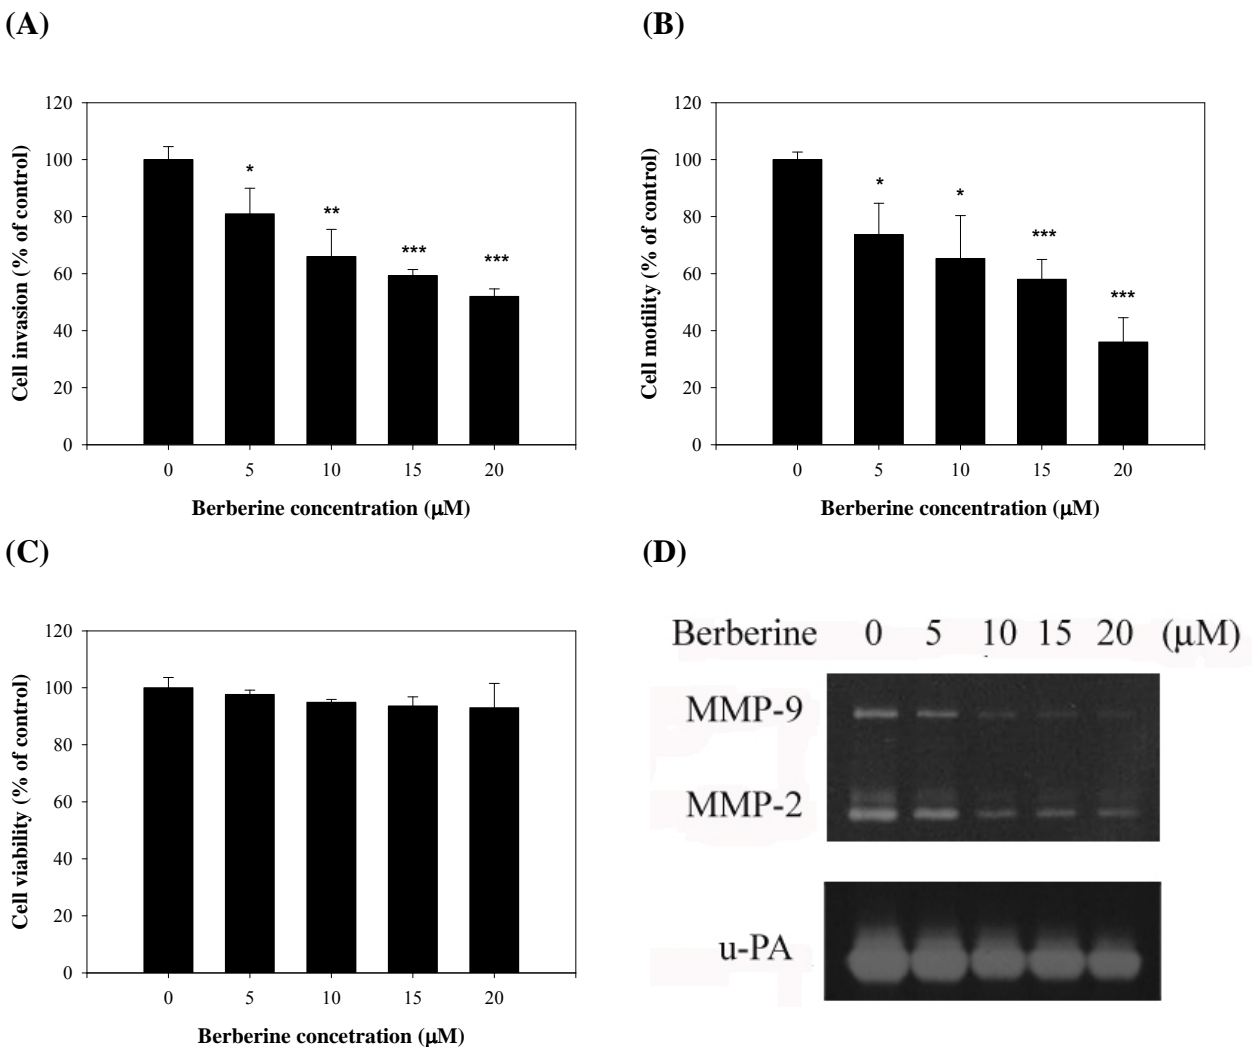 (A)
120
100
80
60
40
20
0
Cell invasion (% of control)
*
**
***
***
0 5 10 15 20
Berberine concentration (μM)
(B)
120
100
80
60
40
20
0
Cell motility (% of control)
*
*
***
***
0 5 10 15 20
Berberine concentration (μM)
(C)
120
100
80
60
40
20
0
Cell viability (% of control)
0 5 10 15 20
Berberine concetration (μM)
(D)
Berberine 0 5 10 15 20 (μM)
MMP-9
MMP-2
u-PA